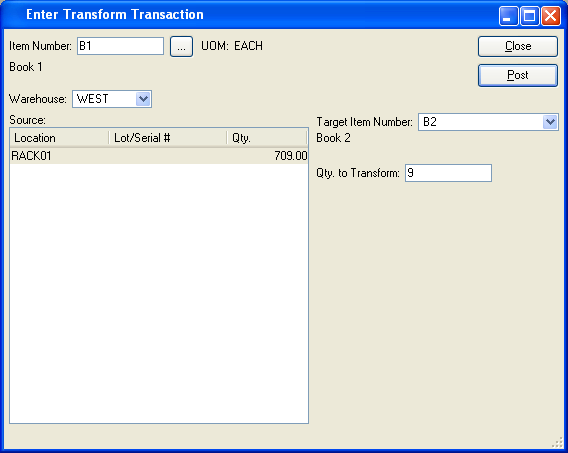 Enter Transform Transaction
Item Number: B1 ... UOM: EACH Close
Book 1 Post
Warehouse: WEST
Source: Target Item Number: B2
Location Lot/Serial # Qty. Book 2
RACK01 709.00
Qty. to Transform: 9